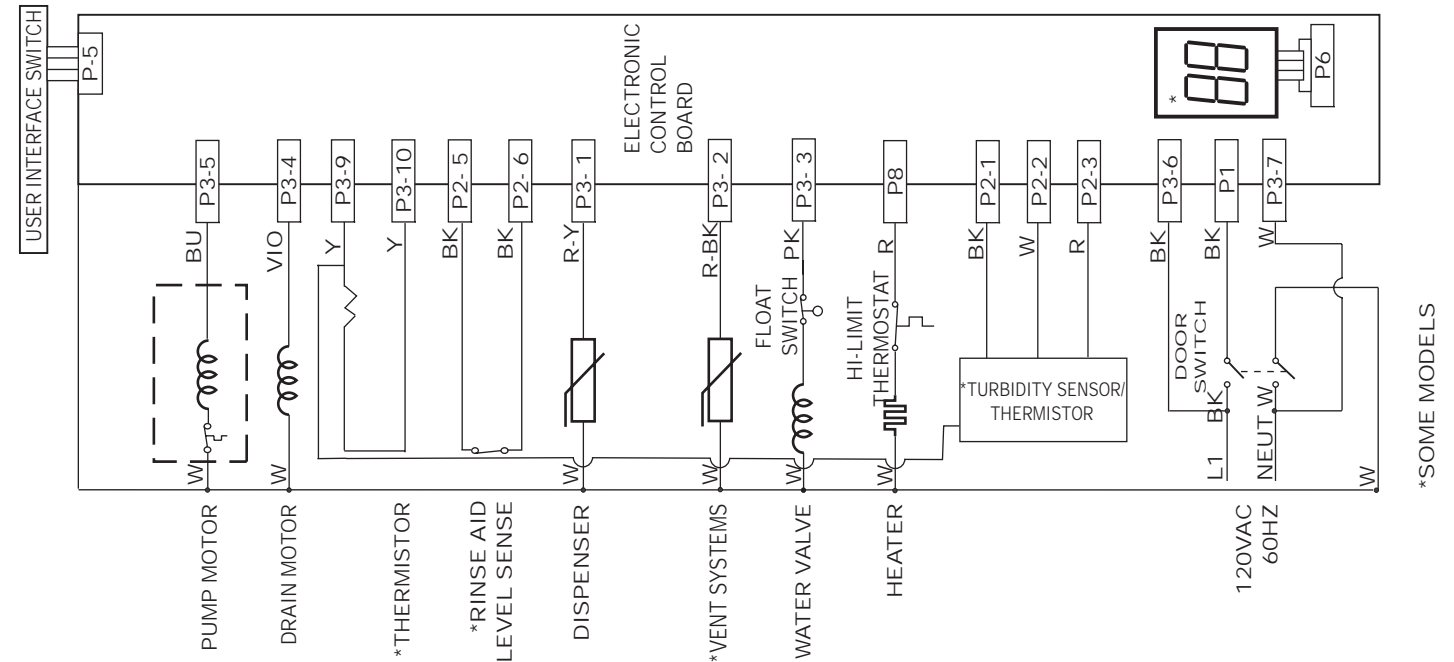 USER INTERFACE SWITCH
P-5
ELECTRONIC
CONTROL
BOARD
*
P6
P3-5
P3-4
P3-9
P3-10
P2- 5
P2- 6
P3- 1
P3- 2
P3- 3
P8
P2-1
P2-2
P2-3
P3-6
P1
P3-7
BU
VIO
Y
Y
BK
BK
R-Y
R-BK
PK
R
BK
W
R
BK
BK
W
FLOAT
SWITCH
HI-LIMIT
THERMOSTAT
DOOR
SWITCH
*TURBIDITY SENSOR/
THERMISTOR
BK
W
L1
NEUT
W
W
W
W
W
W
W
PUMP MOTOR
DRAIN MOTOR
*THERMISTOR
*RINSE AID
LEVEL SENSE
DISPENSER
*VENT SYSTEMS
WATER VALVE
HEATER
120VAC
60HZ
*SOME MODELS